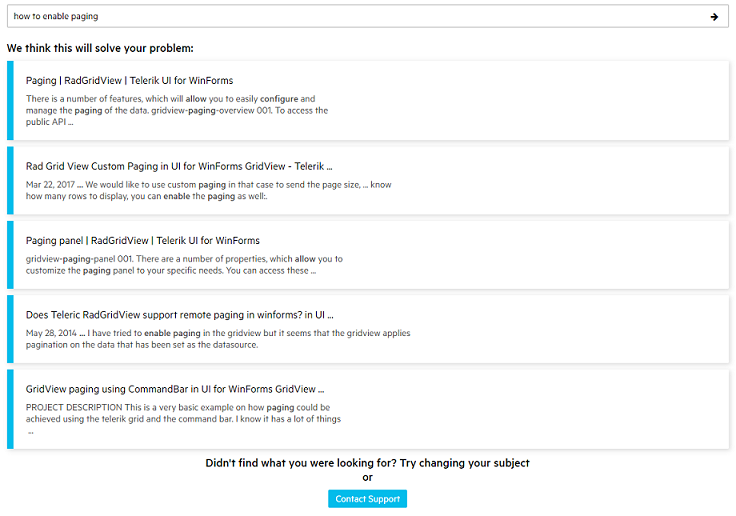 how to enable paging
We think this will solve your problem:
Paging | RadGridView | Telerik UI for WinForms
There is a number of features, which will allow you to easily configure and
manage the paging of the data. gridview-paging-overview 001. To access the
public API ...
Rad Grid View Custom Paging in UI for WinForms GridView - Telerik ...
Mar 22, 2017 ... We would like to use custom paging in that case to send the page size, ... know
how many rows to display, you can enable the paging as well:.
Paging panel | RadGridView | Telerik UI for WinForms
gridview-paging-panel 001. There are a number of properties, which allow you to
customize the paging panel to your specific needs. You can access these ...
Does Teleric RadGridView support remote paging in winforms? in UI ...
May 28, 2014 ... I have tried to enable paging in the gridview but it seems that the gridview applies
pagination on the data that has been set as the datasource.
GridView paging using CommandBar in UI for WinForms GridView ...
PROJECT DESCRIPTION This is a very basic example on how paging could be
achieved using the telerik grid and the command bar. I know it has a lot of things
...
Didn't find what you were looking for? Try changing your subject
or
Contact Support